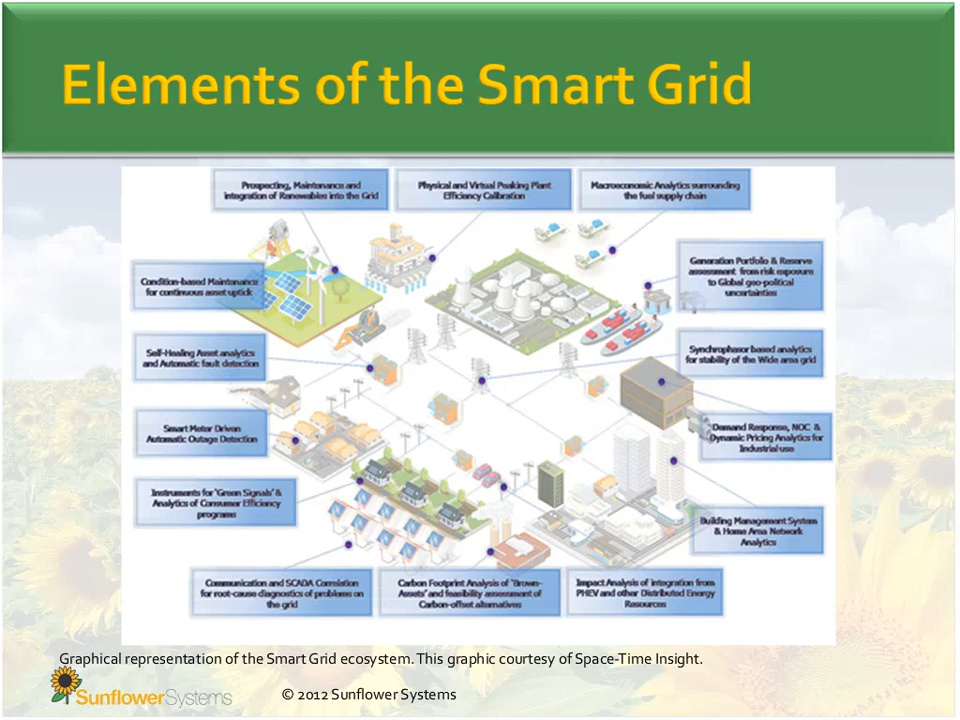 Elements of the Smart Grid
Prospecting, Maintenance and
integration of Renewables into the Grid
Physical and Virtual Peaking Plant
Efficiency Calibration
Macroeconomic Analytics surrounding
the fuel supply chain
Condition-based Maintenance
for continuous asset uptick
Generation Portfolio & Reserve
assessment from risk exposure
to Global geo-political
uncertainties
Self-Healing Asset analytics
and Automatic fault detection
Synchrophasor based analytics
for stability of the Wide area grid
Smart Meter Driven
Automatic Outage Detection
Demand Response, NOC &
Dynamic Pricing Analytics for
Industrial use
Instruments for 'Green Signals' &
Analytics of Consumer Efficiency
programs
Building Management System
& Home Area Network
Analytics
Communication and SCADA Correlation
for root-cause diagnostics of problems on
the grid
Carbon Footprint Analysis of 'Brown-
Assets' and feasibility assessment of
Carbon-offset alternatives
Impact Analysis of integration from
PHEV and other Distributed Energy
Resources
Graphical representation of the Smart Grid ecosystem. This graphic courtesy of Space-Time Insight.
SunflowerSystems
© 2012 Sunflower Systems